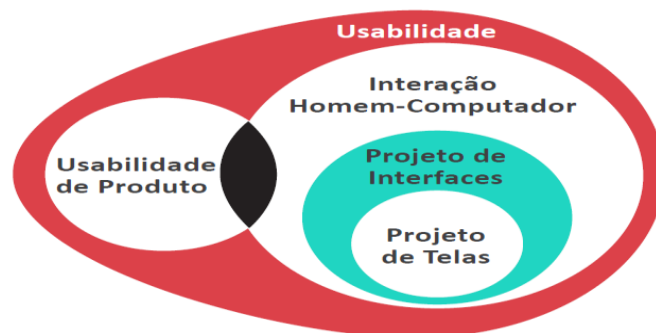 Usabilidade
Interação
Homem-Computador
Usabilidade
de Produto
Projeto de
Interfaces
Projeto
de Telas